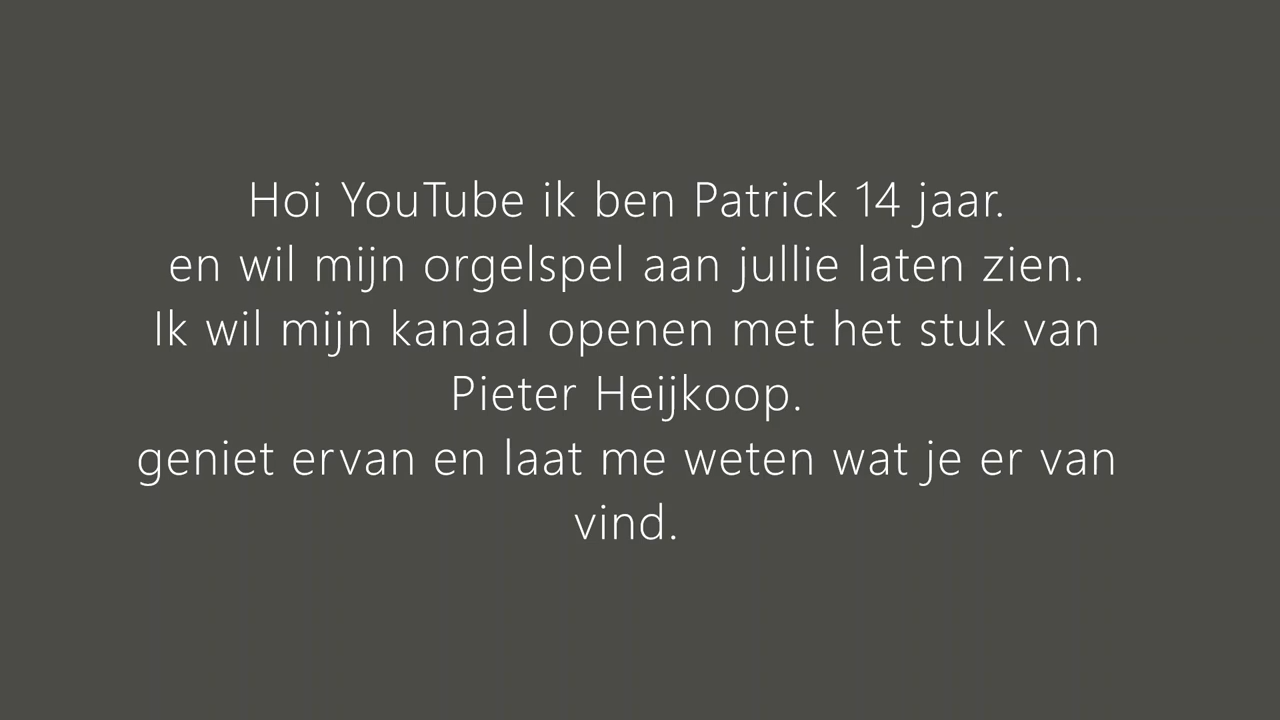 Hoi YouTube ik ben Patrick 14 jaar.
en wil mijn orgelspel aan jullie laten zien.
Ik wil mijn kanaal openen met het stuk van
Pieter Heijkoop.
geniet ervan en laat me weten wat je er van
vind.